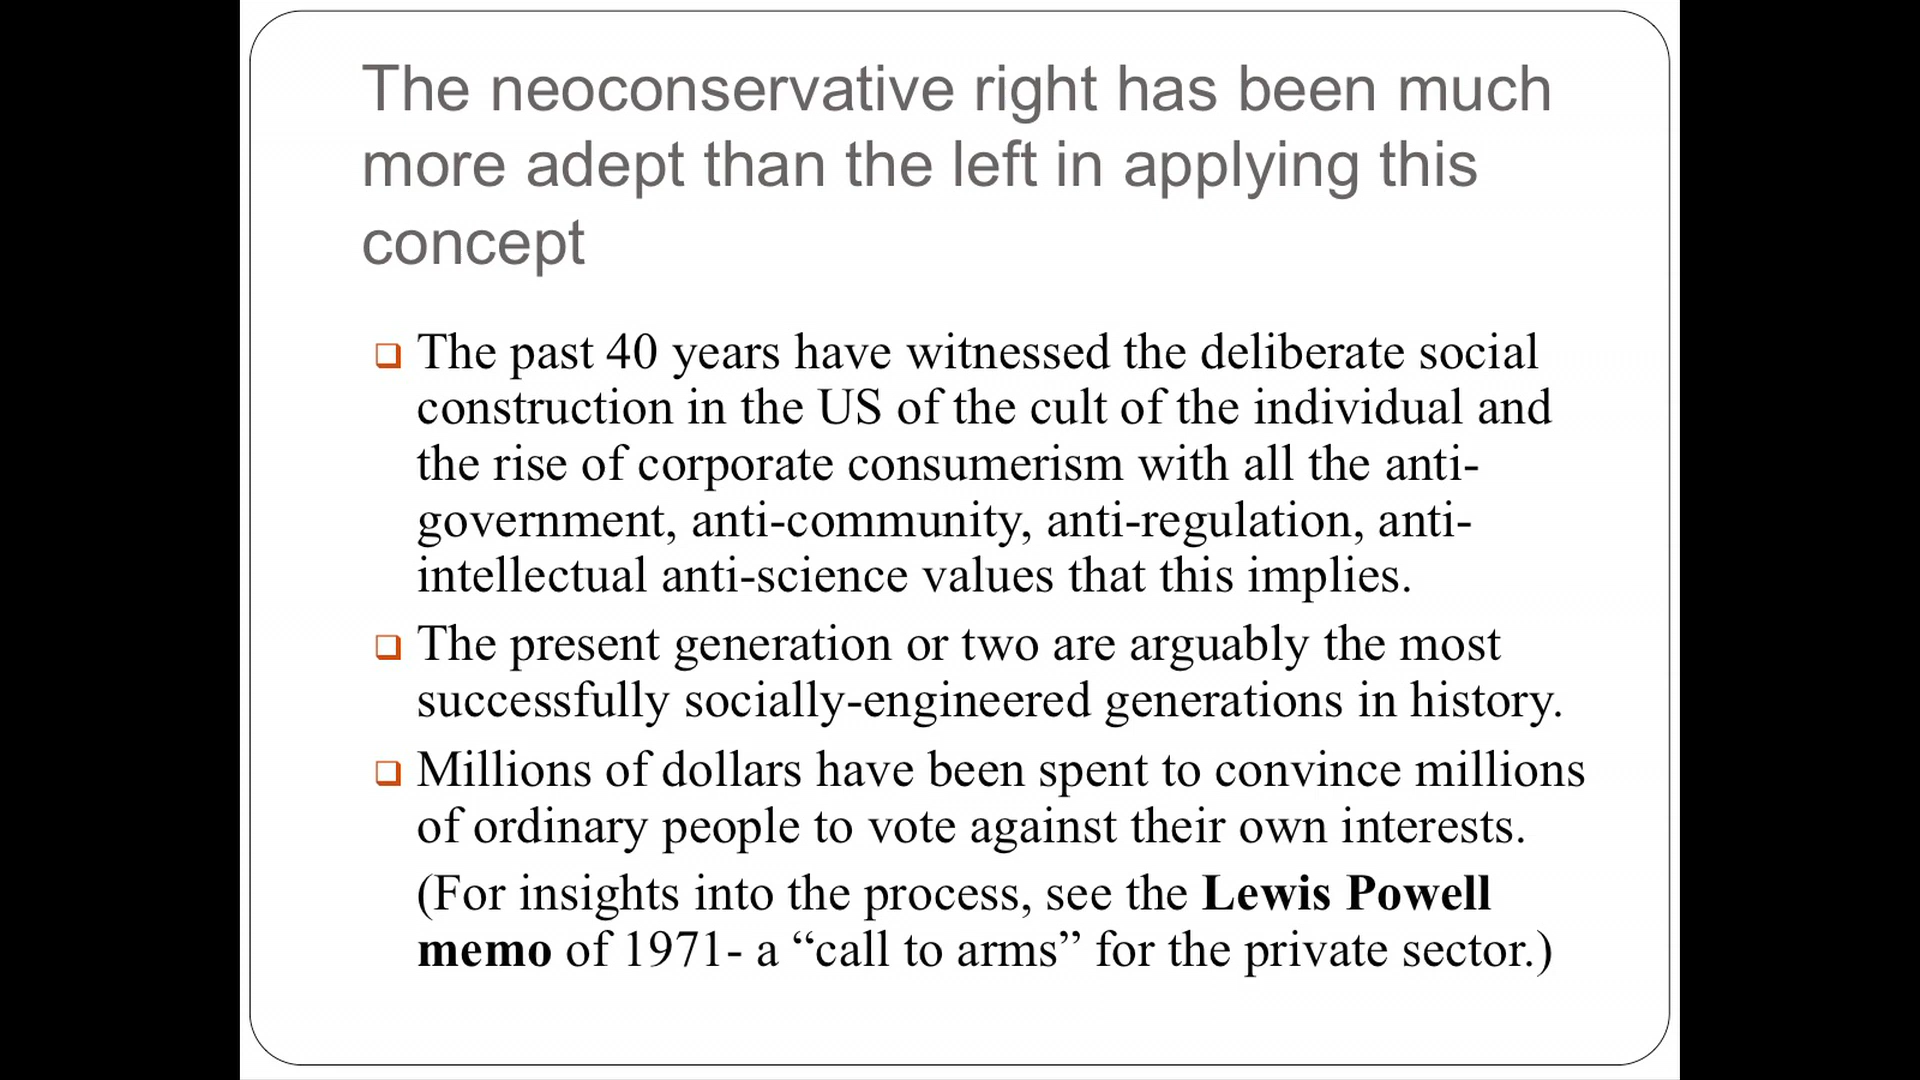 The neoconservative right has been much
more adept than the left in applying this
concept
The past 40 years have witnessed the deliberate social
construction in the US of the cult of the individual and
the rise of corporate consumerism with all the anti-
government, anti-community, anti-regulation, anti-
intellectual anti-science values that this implies.
The present generation or two are arguably the most
successfully socially-engineered generations in history.
Millions of dollars have been spent to convince millions
of ordinary people to vote against their own interests.
(For insights into the process, see the Lewis Powell
memo of 1971- a “call to arms” for the private sector.)